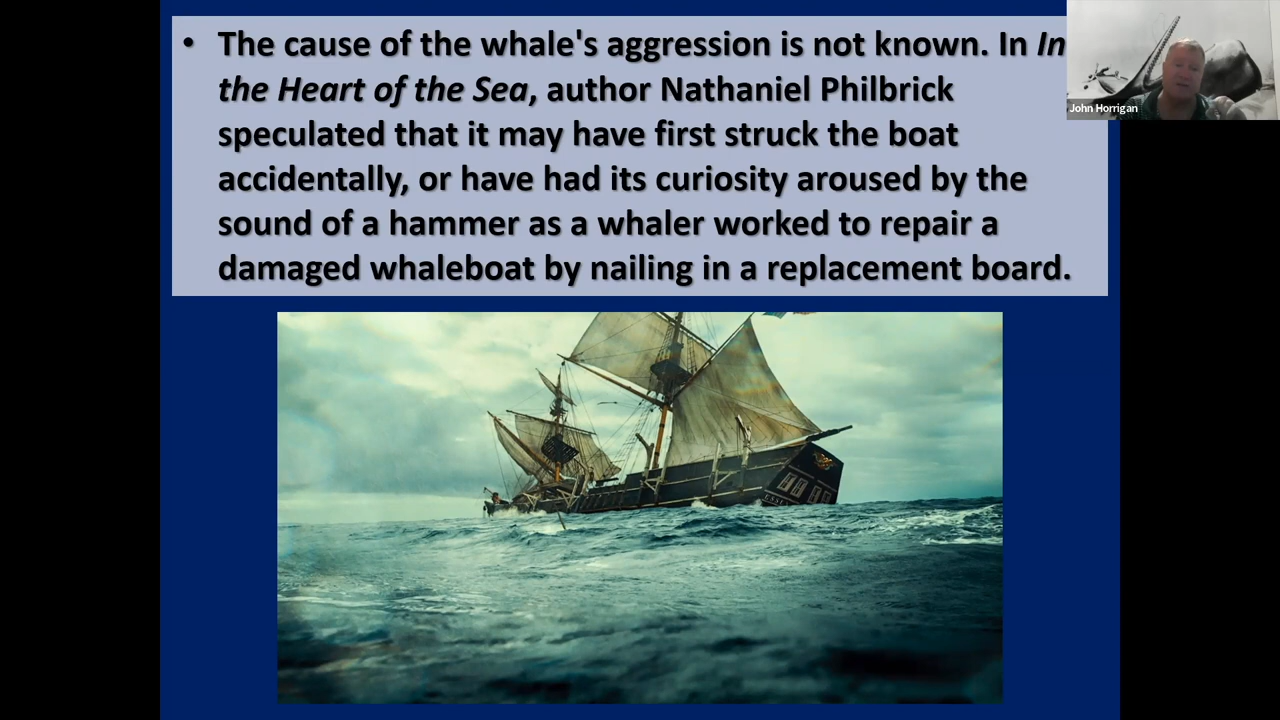 • The cause of the whale's aggression is not known. In In
the Heart of the Sea, author Nathaniel Philbrick
speculated that it may have first struck the boat
accidentally, or have had its curiosity aroused by the
sound of a hammer as a whaler worked to repair a
damaged whaleboat by nailing in a replacement board.
John Horrigan